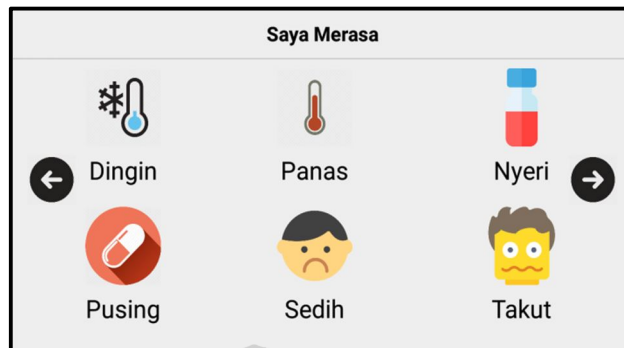 Saya Merasa
Dingin Panas Nyeri
Pusing Sedih Takut